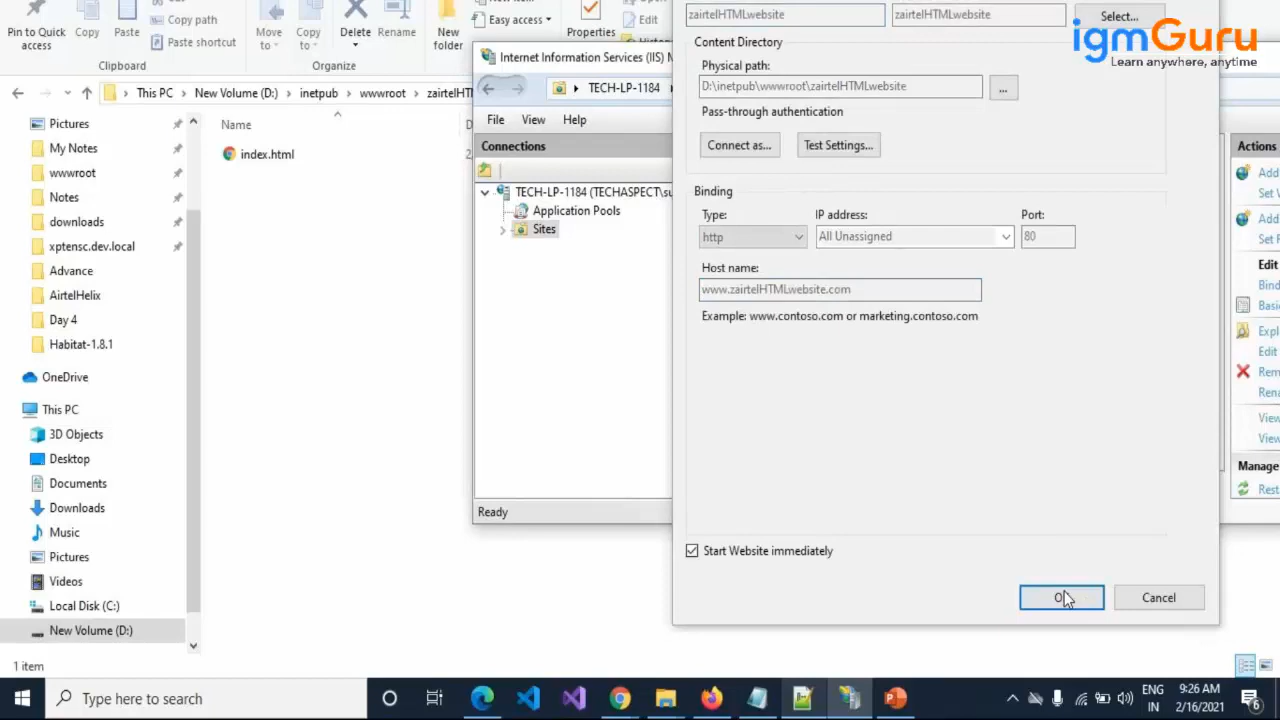 Pin to Quick access
Copy
Paste
Copy path
Paste shortcut
Clipboard
Move to
Copy to
Delete
Rename
Organize
New folder
Easy access
Properties
Edit
This PC
New Volume (D:)
inetpub
wwwroot
Name
index.html
Pictures
My Notes
wwwroot
Notes
downloads
xptensc.dev.local
Advance
AirtelHelix
Day 4
Habitat-1.8.1
OneDrive
This PC
3D Objects
Desktop
Documents
Downloads
Music
Pictures
Videos
Local Disk (C:)
New Volume (D:)
1 item
Internet Information Services (IIS)
TECH-LP-1184
File View Help
Connections
TECH-LP-1184
Application Pools
Sites
Ready
zairtelHTMLwebsite
zairtelHTMLwebsite
Select...
Content Directory
Physical path:
D:\inetpub\wwwroot\zairtelHTMLwebsite
...
Pass-through authentication
Connect as...
Test Settings...
Binding
Type:
IP address:
Port:
http
All Unassigned
80
Host name:
www.zairtelHTMLwebsite.com
Example: www.contoso.com or marketing.contoso.com
Start Website immediately
Cancel
igmGuru
Learn anywhere, anytime
Actions
Add
Add
Edit
Edit
Type here to search
ENG
IN
9:26 AM
2/16/2021
6